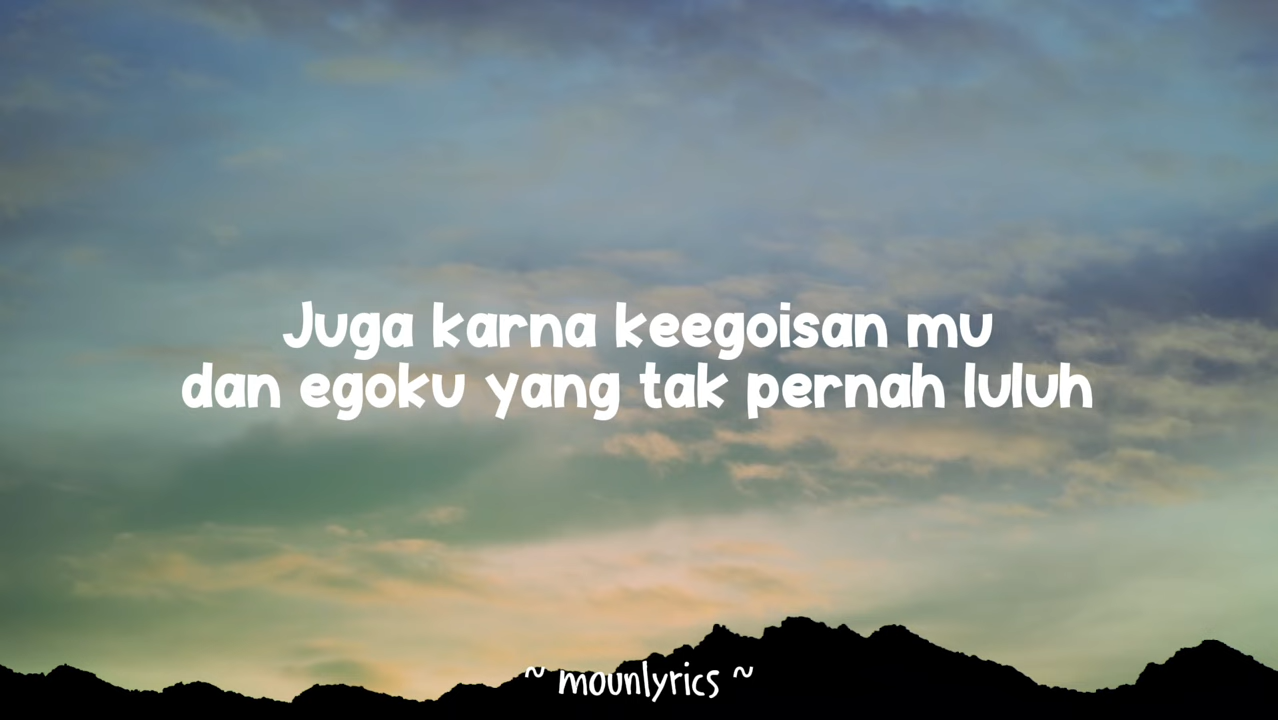 Juga karna keegoisan mu
dan egoku yang tak pernah luluh
~ mounlyrics ~